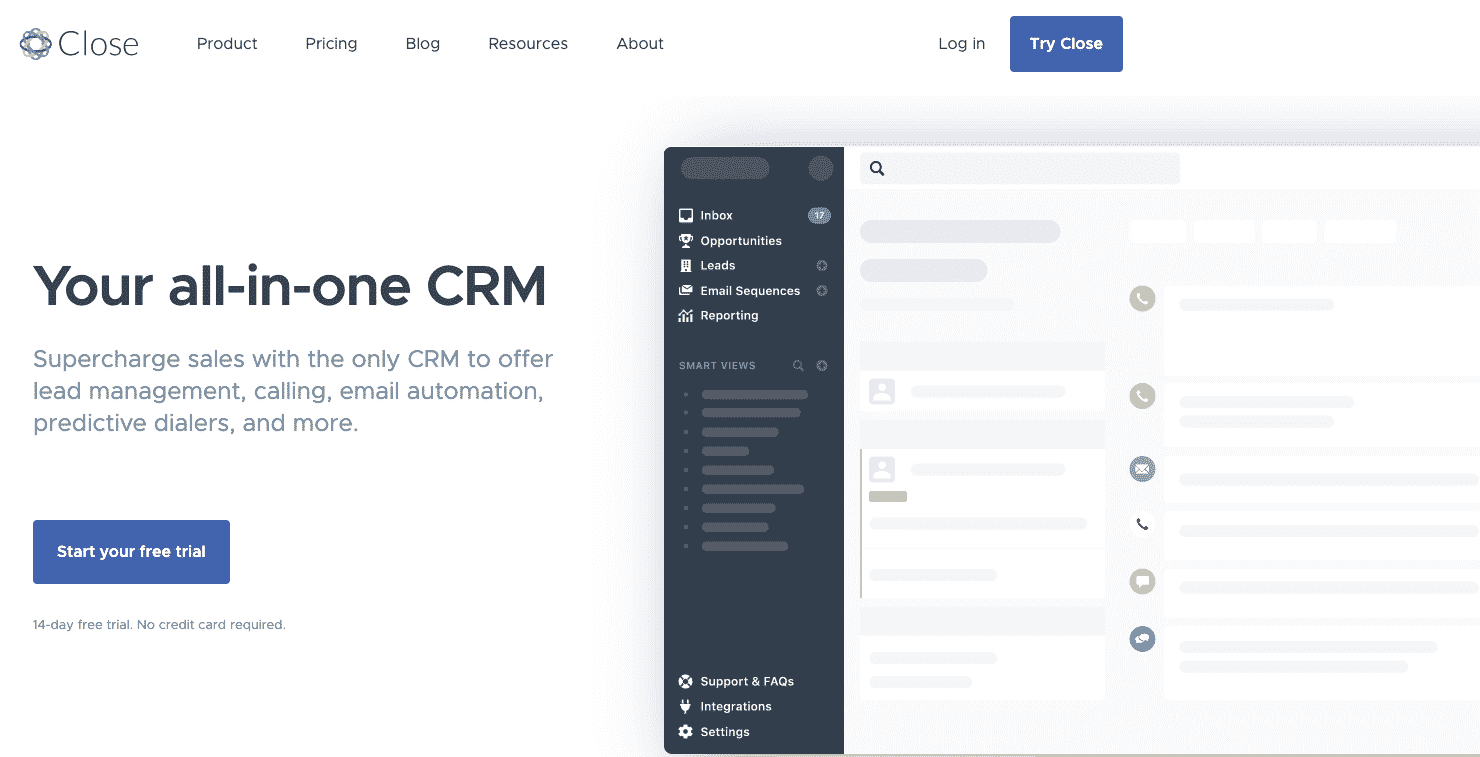 Close
Product
Pricing
Blog
Resources
About
Log in
Try Close
Your all-in-one CRM
Supercharge sales with the only CRM to offer
lead management, calling, email automation,
predictive dialers, and more.
Start your free trial
14-day free trial. No credit card required.
Inbox 17
Opportunities
Leads
Email Sequences
Reporting
SMART VIEWS
Support & FAQs
Integrations
Settings